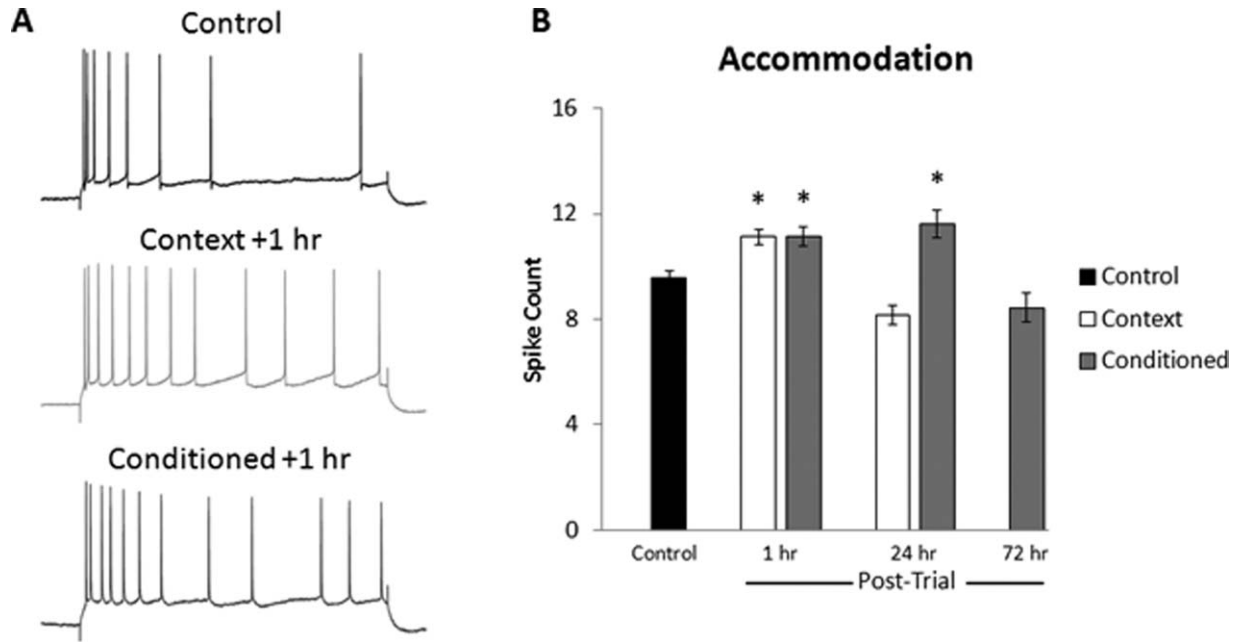 A
Control
Context +1 hr
Conditioned +1 hr
B
Accommodation
Spike Count
16
12
8
4
0
* * *
Control 1 hr 24 hr 72 hr
Post-Trial
Control
Context
Conditioned